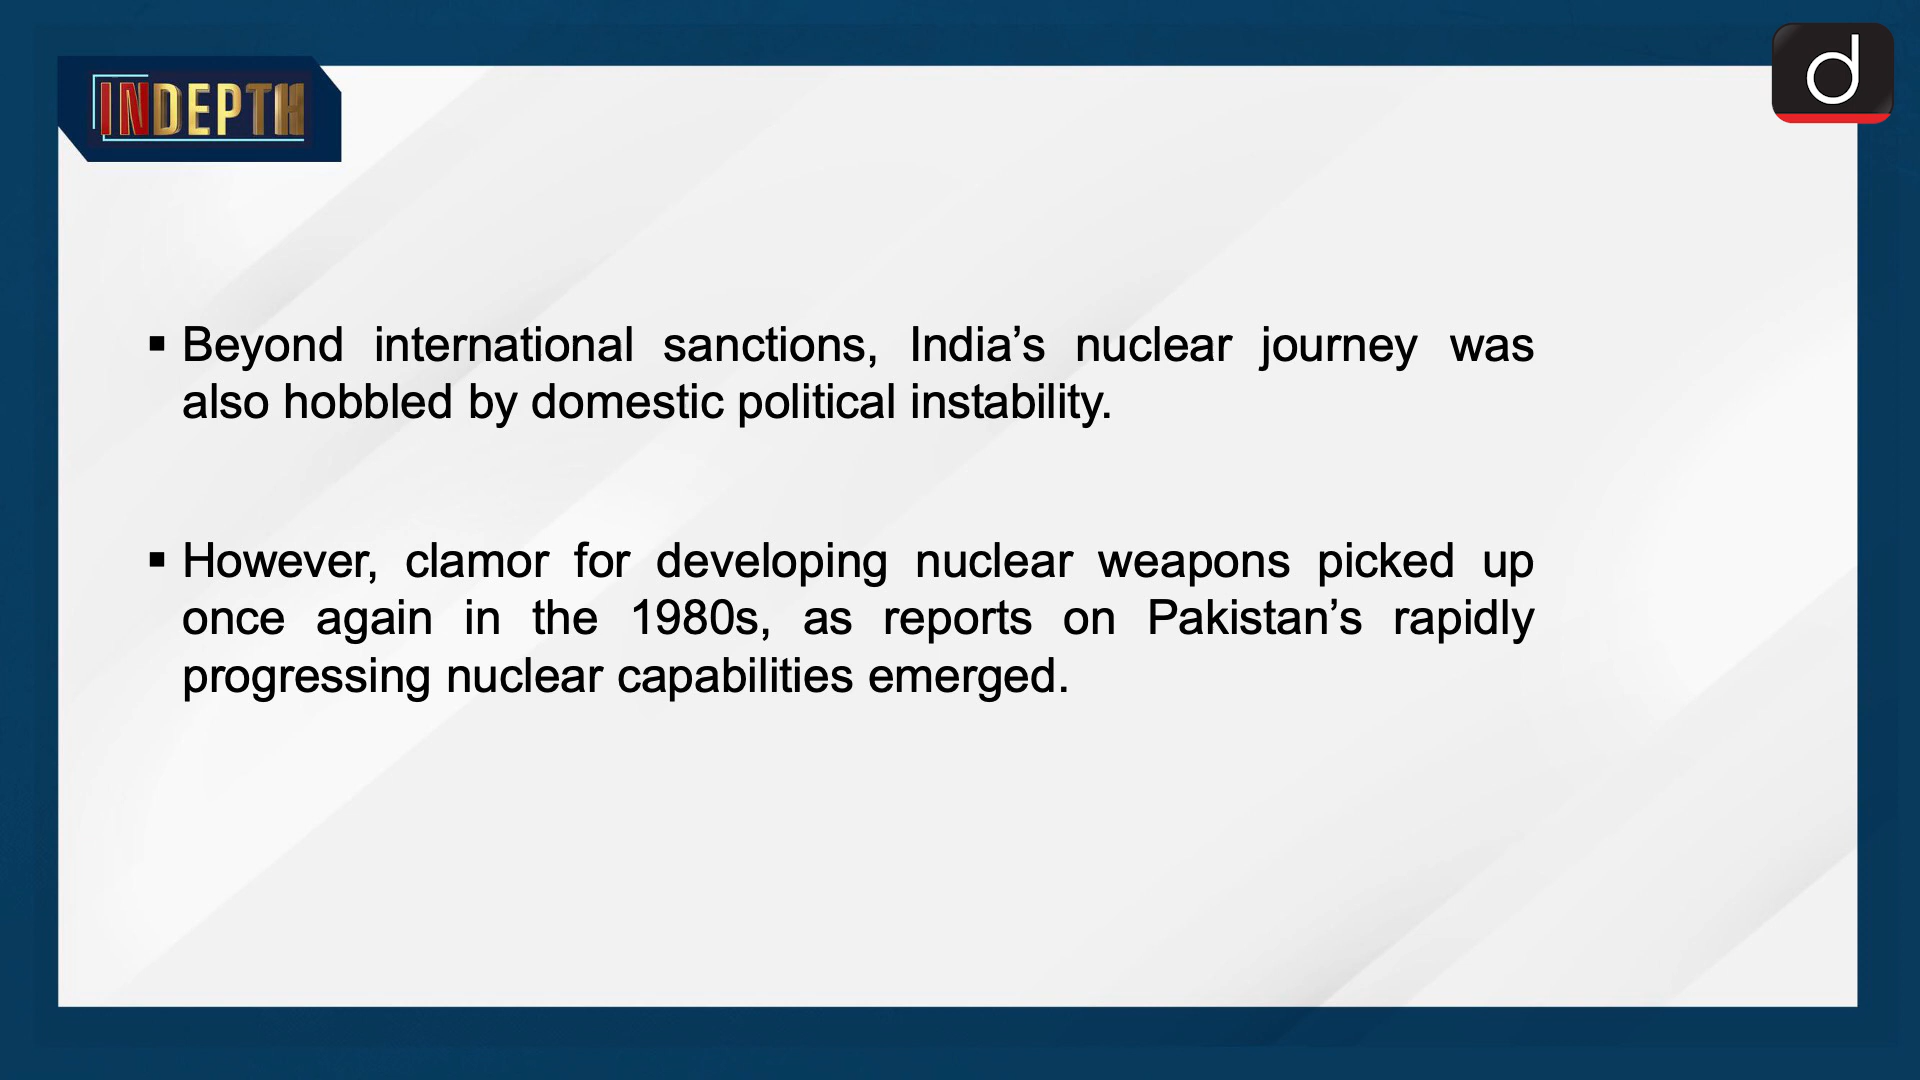 INDEPTH
d
▪ Beyond international sanctions, India’s nuclear journey was
also hobbled by domestic political instability.
▪ However, clamor for developing nuclear weapons picked up
once again in the 1980s, as reports on Pakistan’s rapidly
progressing nuclear capabilities emerged.